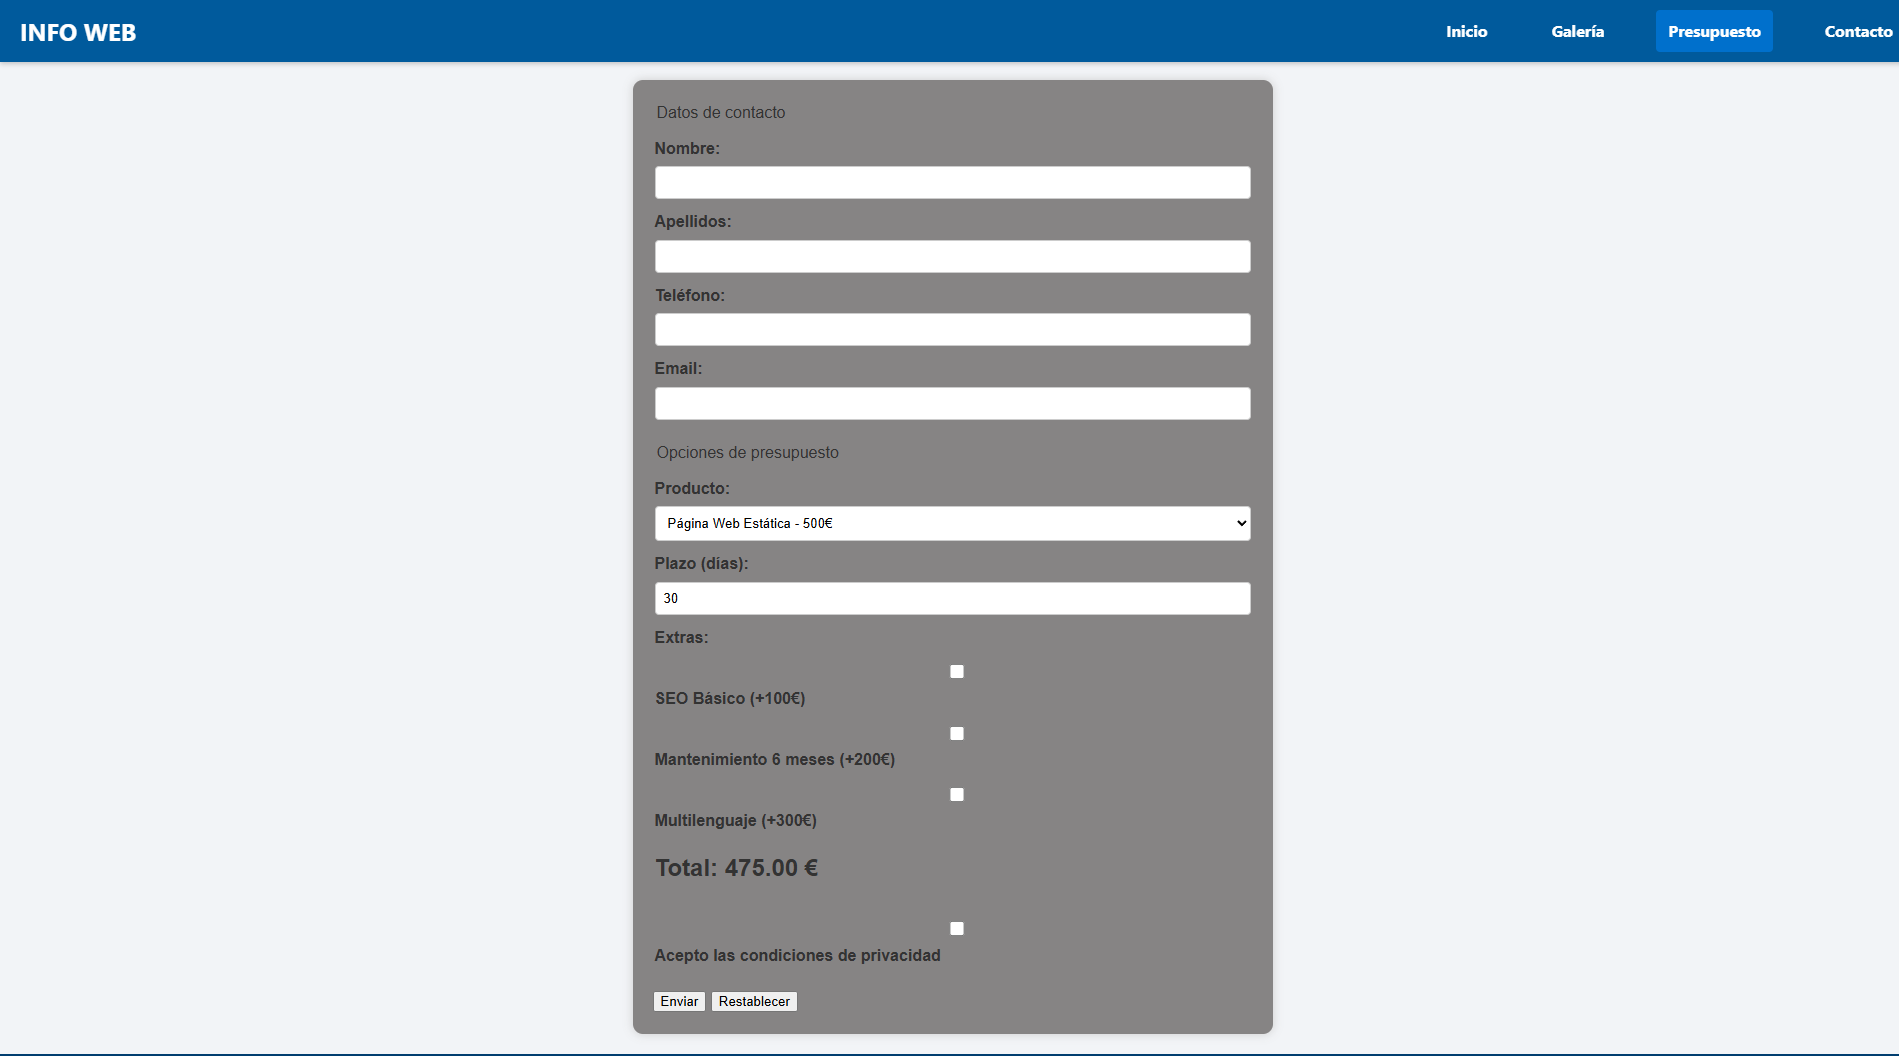 INFO WEB
Inicio Galería Presupuesto Contacto
Datos de contacto
Nombre:
Apellidos:
Teléfono:
Email:
Opciones de presupuesto
Producto:
Página Web Estática - 500€
Plazo (días):
30
Extras:
SEO Básico (+100€)
Mantenimiento 6 meses (+200€)
Multilenguaje (+300€)
Total: 475.00 €
Acepto las condiciones de privacidad
Enviar Restablecer